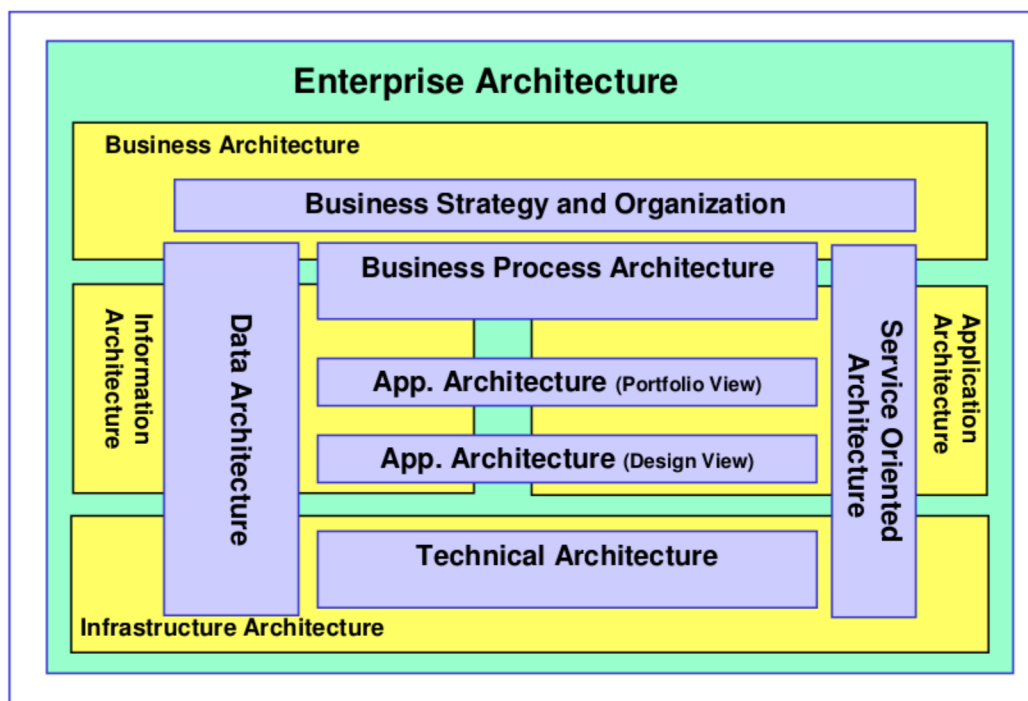 Enterprise Architecture
Business Architecture
Business Strategy and Organization
Business Process Architecture
Information
Architecture
Data Architecture
App. Architecture (Portfolio View)
App. Architecture (Design View)
Service Oriented
Architecture
Application
Architecture
Technical Architecture
Infrastructure Architecture